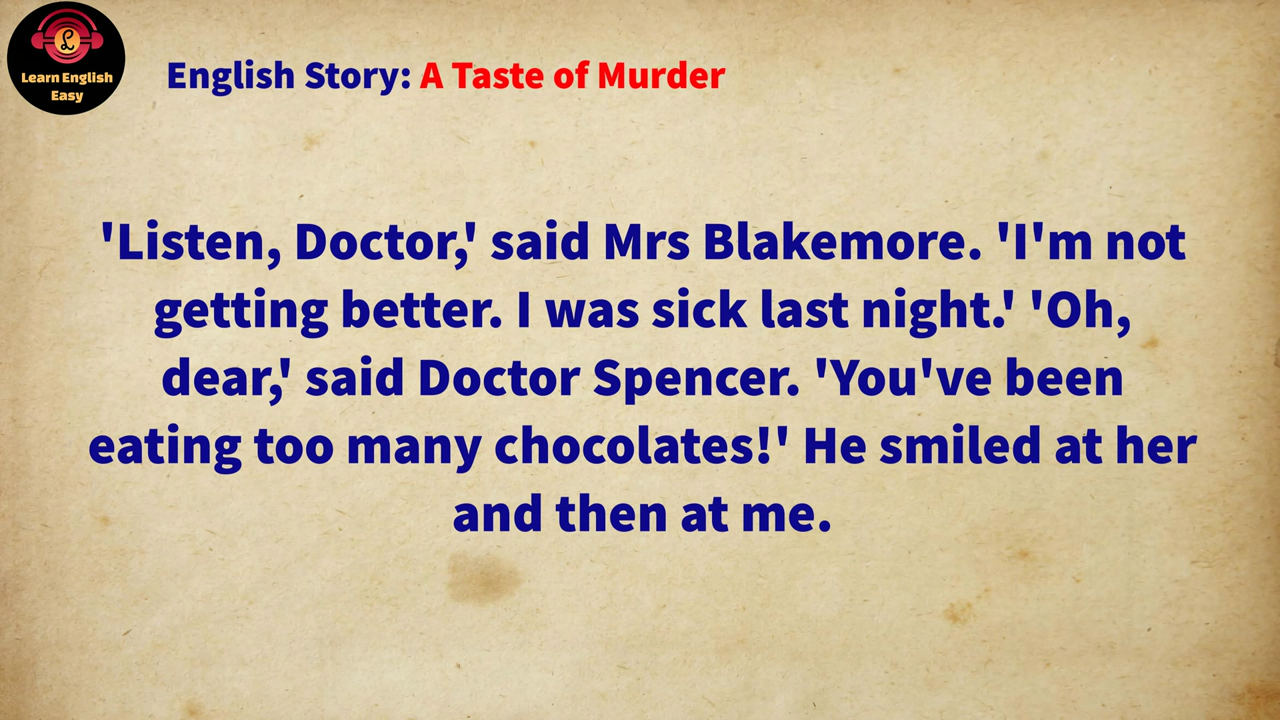 Learn English
Easy
English Story: A Taste of Murder
'Listen, Doctor,' said Mrs Blakemore. 'I'm not
getting better. I was sick last night.' 'Oh,
dear,' said Doctor Spencer. 'You've been
eating too many chocolates!' He smiled at her
and then at me.